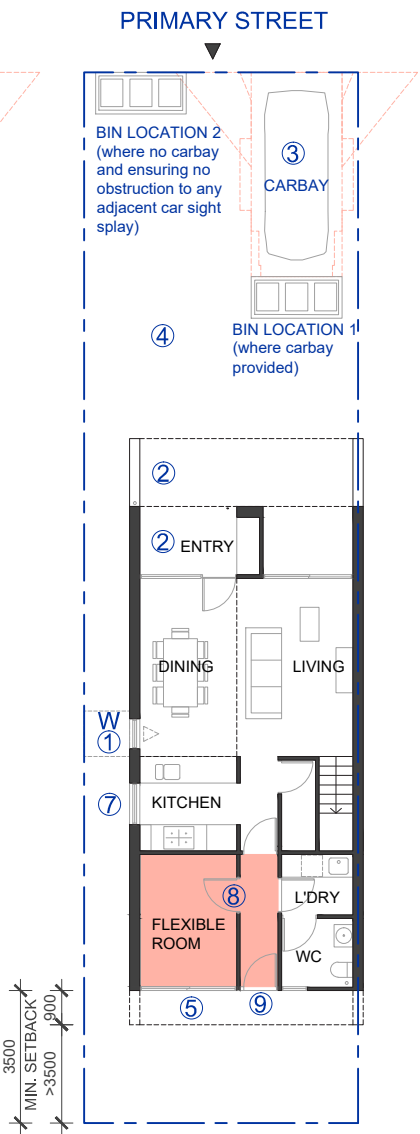 PRIMARY STREET
BIN LOCATION 2
(where no carbay
and ensuring no
obstruction to any
adjacent car sight
splay)
3
CARBAY
BIN LOCATION 1
(where carbay
provided)
4
2
2 ENTRY
DINING
LIVING
W
1
7
KITCHEN
8
L'DRY
FLEXIBLE
ROOM
WC
5
9
900
3500
MIN. SETBACK
>3500